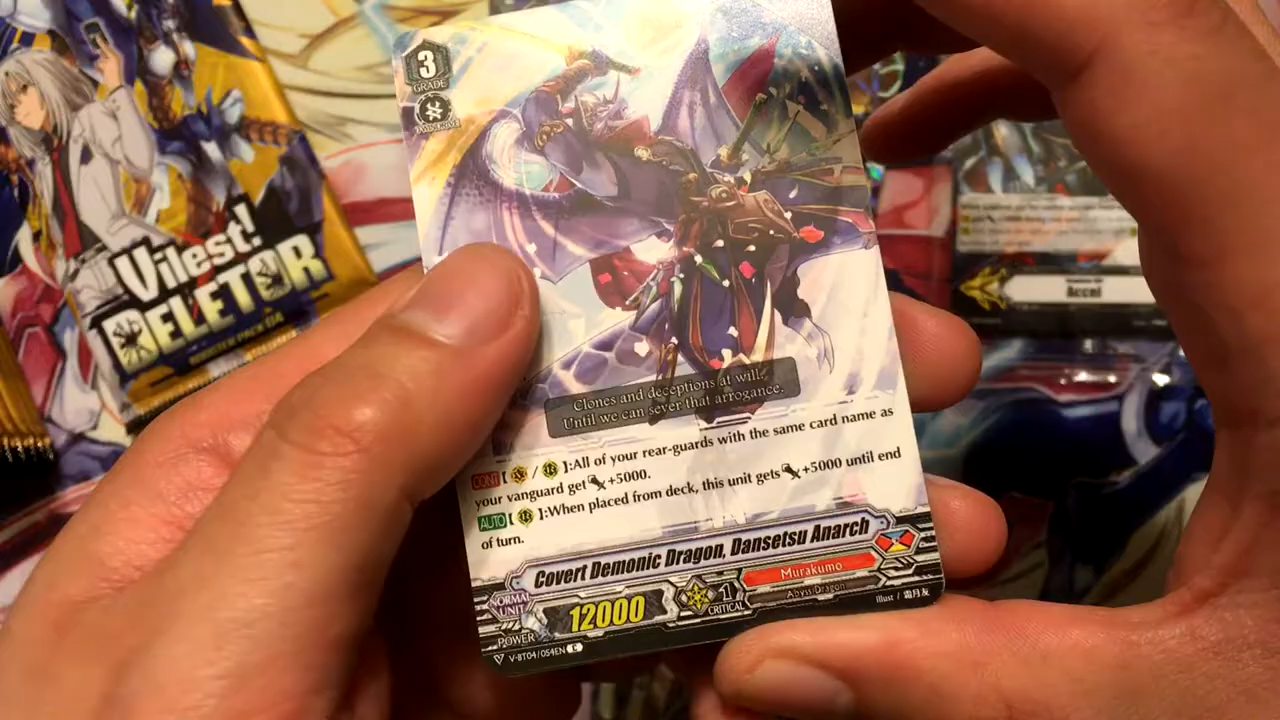 3
GRADE
Vilest!
DELETOR
BOOSTER PACK 04
Accel
Clones and deceptions at will.
Until we can sever that arrogance.
CONT [ / ]:All of your rear-guards with the same card name as
your vanguard get +5000.
AUTO [ ]:When placed from deck, this unit gets +5000 until end
of turn.
Covert Demonic Dragon, Dansetsu Anarch
NORMAL
UNIT
POWER
12000
1
CRITICAL
Murakumo
Abyss Dragon
V-BT04/054EN C
illust / 霜月友